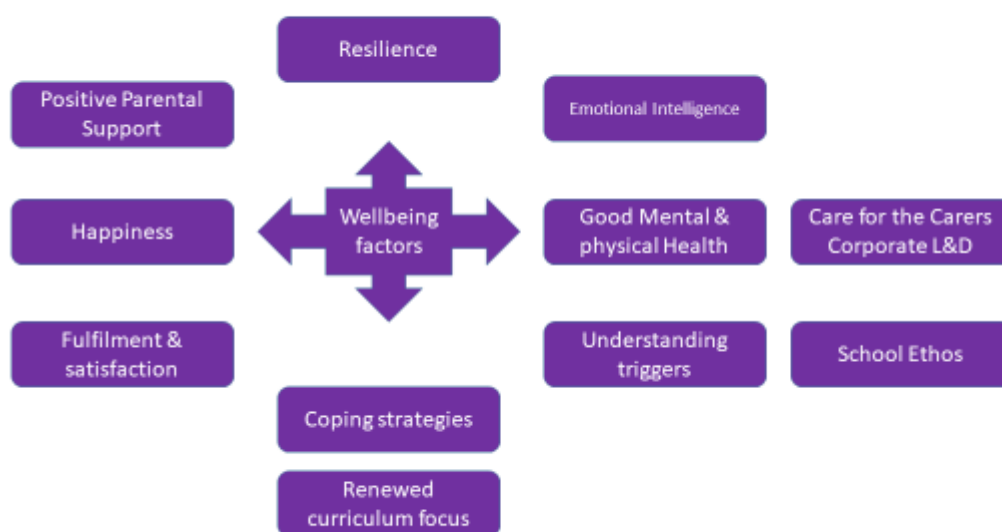 Resilience
Positive Parental
Support
Emotional Intelligence
Happiness
Wellbeing
factors
Good Mental &
physical Health
Care for the Carers
Corporate L&D
Fulfilment &
satisfaction
Understanding
triggers
School Ethos
Coping strategies
Renewed
curriculum focus